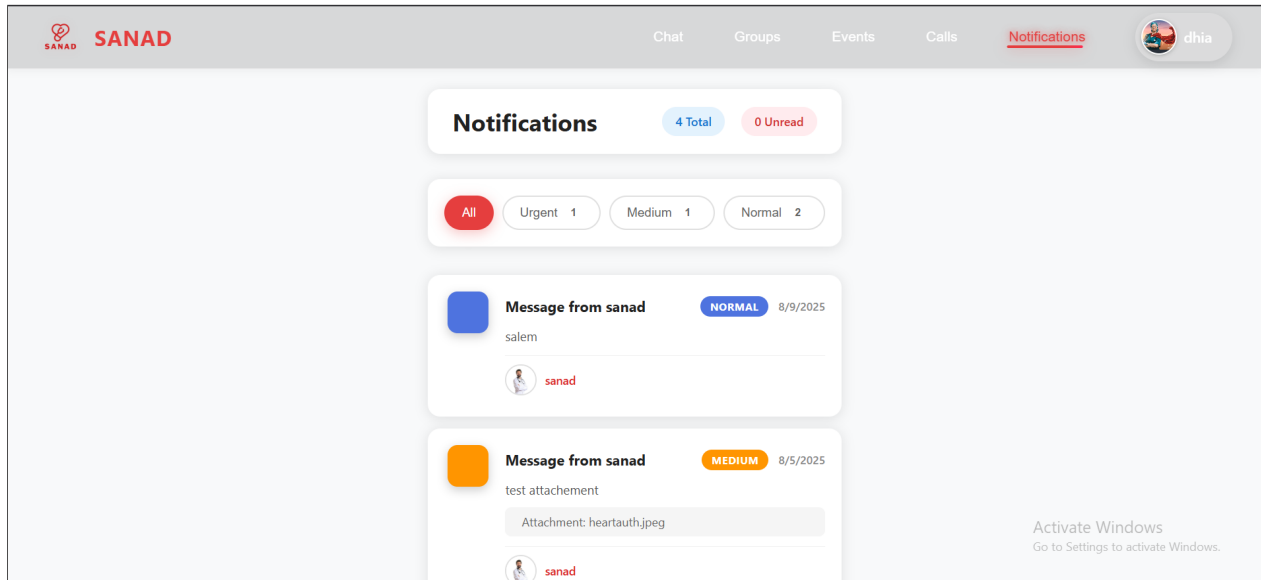 SANAD
SANAD
Chat Groups Events Calls Notifications dhia
Notifications 4 Total 0 Unread
All Urgent 1 Medium 1 Normal 2
Message from sanad NORMAL 8/9/2025
salem
sanad
Message from sanad MEDIUM 8/5/2025
test attachement
Attachment: heartauth.jpeg
sanad
Activate Windows
Go to Settings to activate Windows.